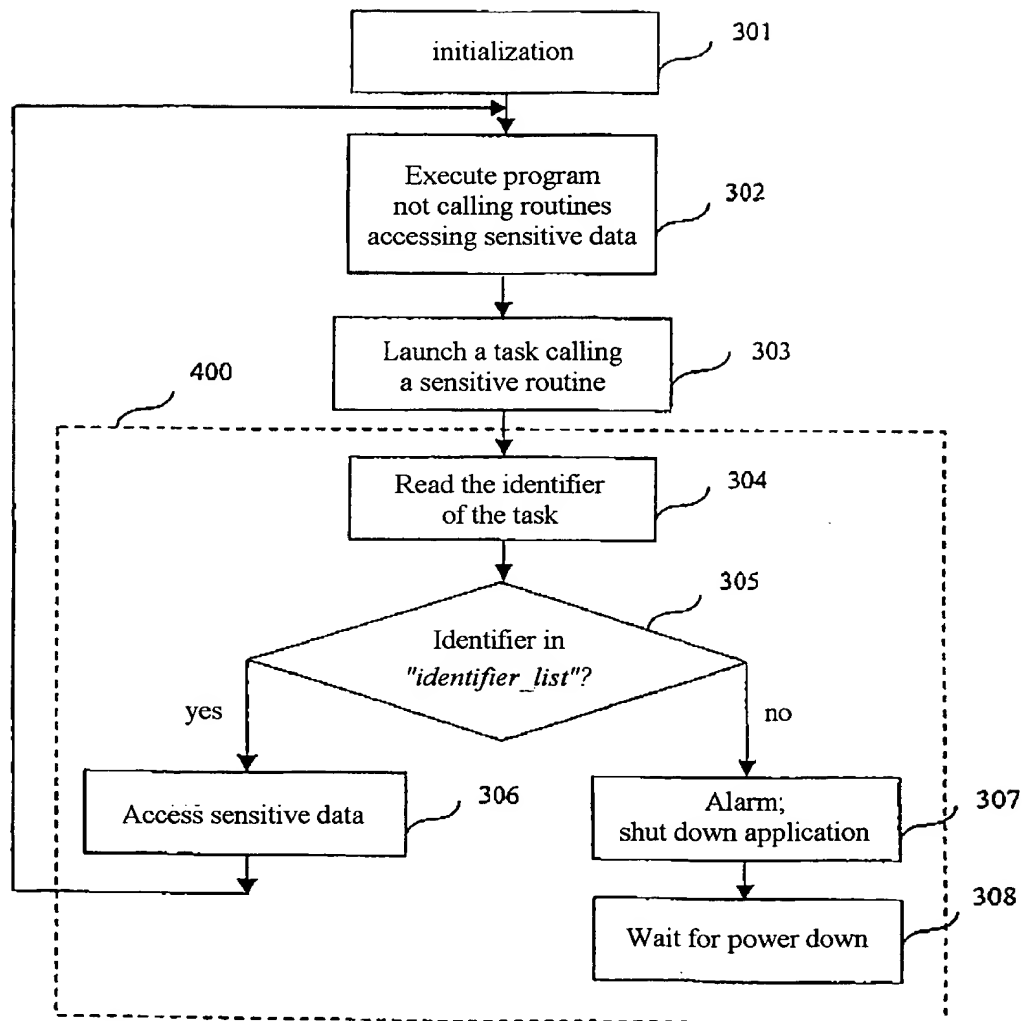 initialization
301
Execute program
not calling routines
accessing sensitive data
302
Launch a task calling
a sensitive routine
303
400
Read the identifier
of the task
304
305
Identifier in
"identifier_list"?
yes
no
Access sensitive data
306
Alarm;
shut down application
307
Wait for power down
308